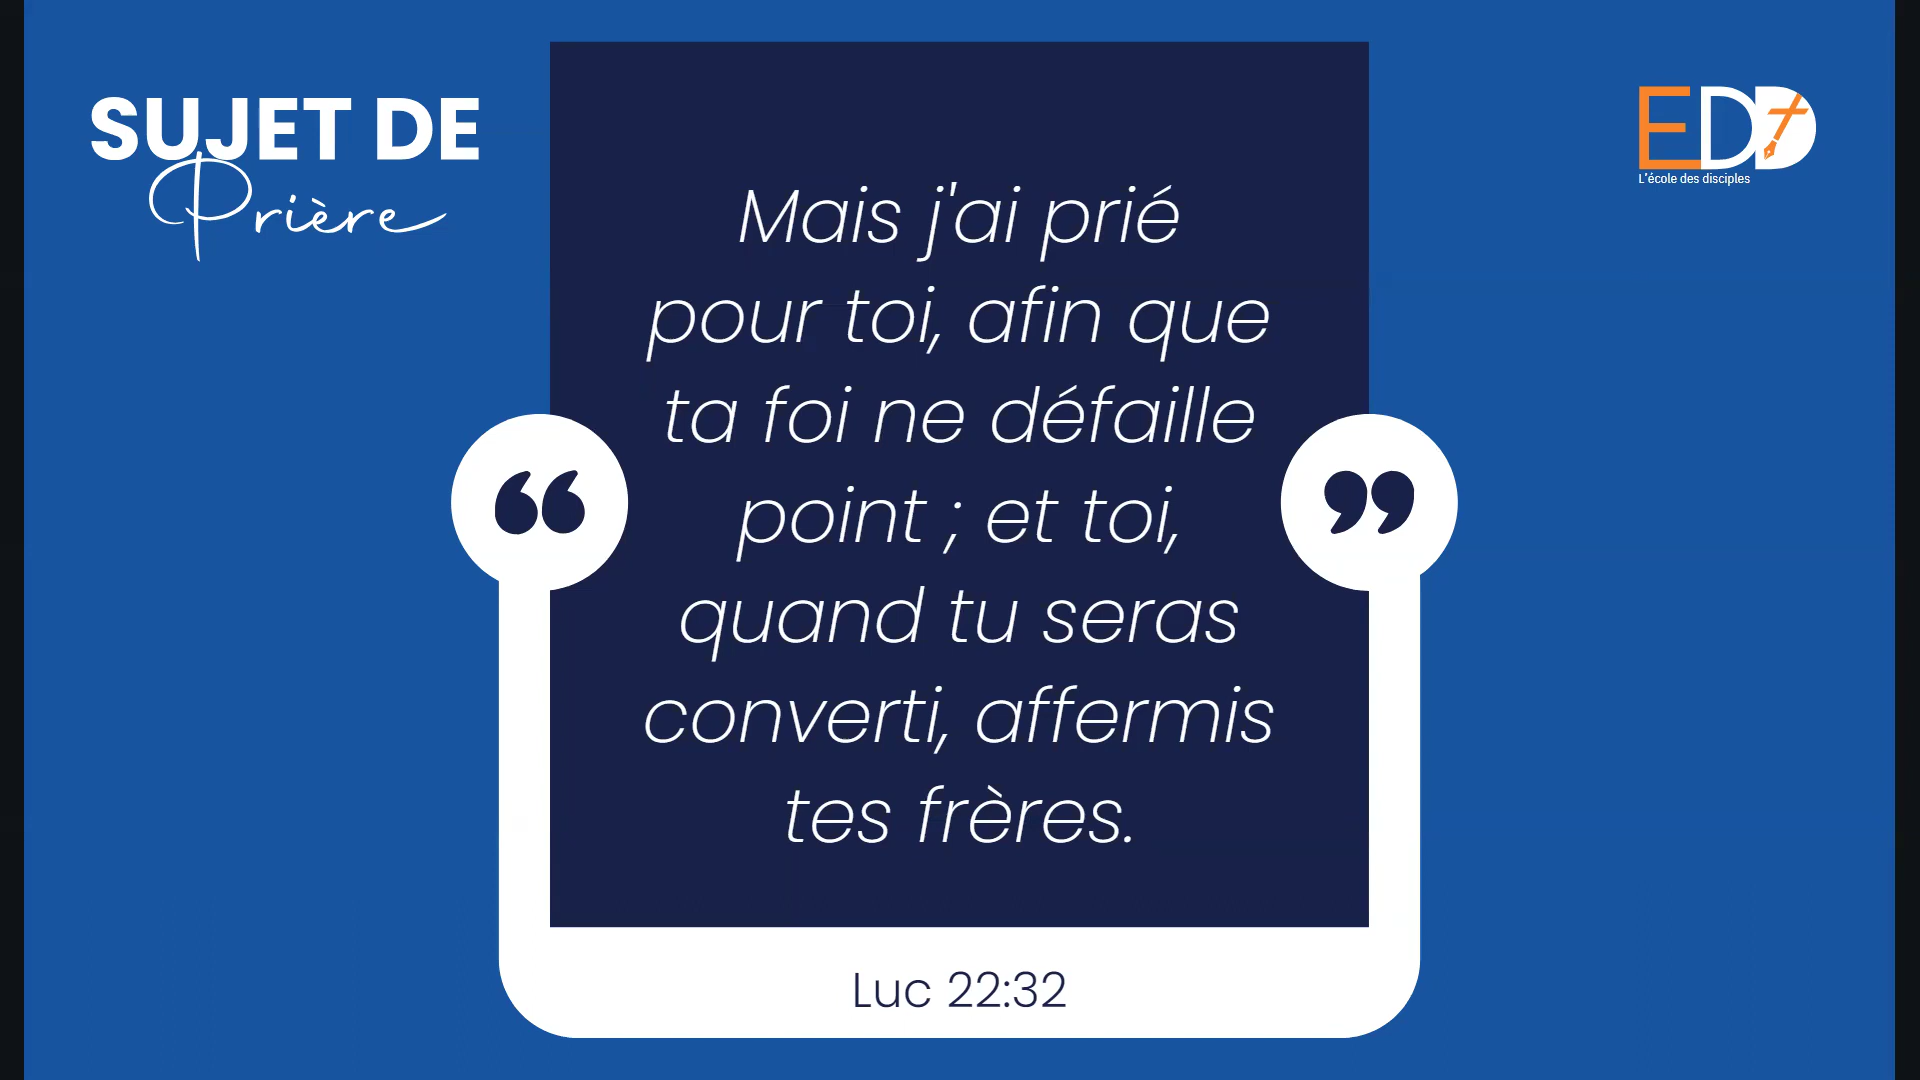 SUJET DE
Prière
EDD
L'école des disciples
Mais j'ai prié
pour toi, afin que
ta foi ne défaille
point ; et toi,
quand tu seras
converti, affermis
tes frères.
Luc 22:32